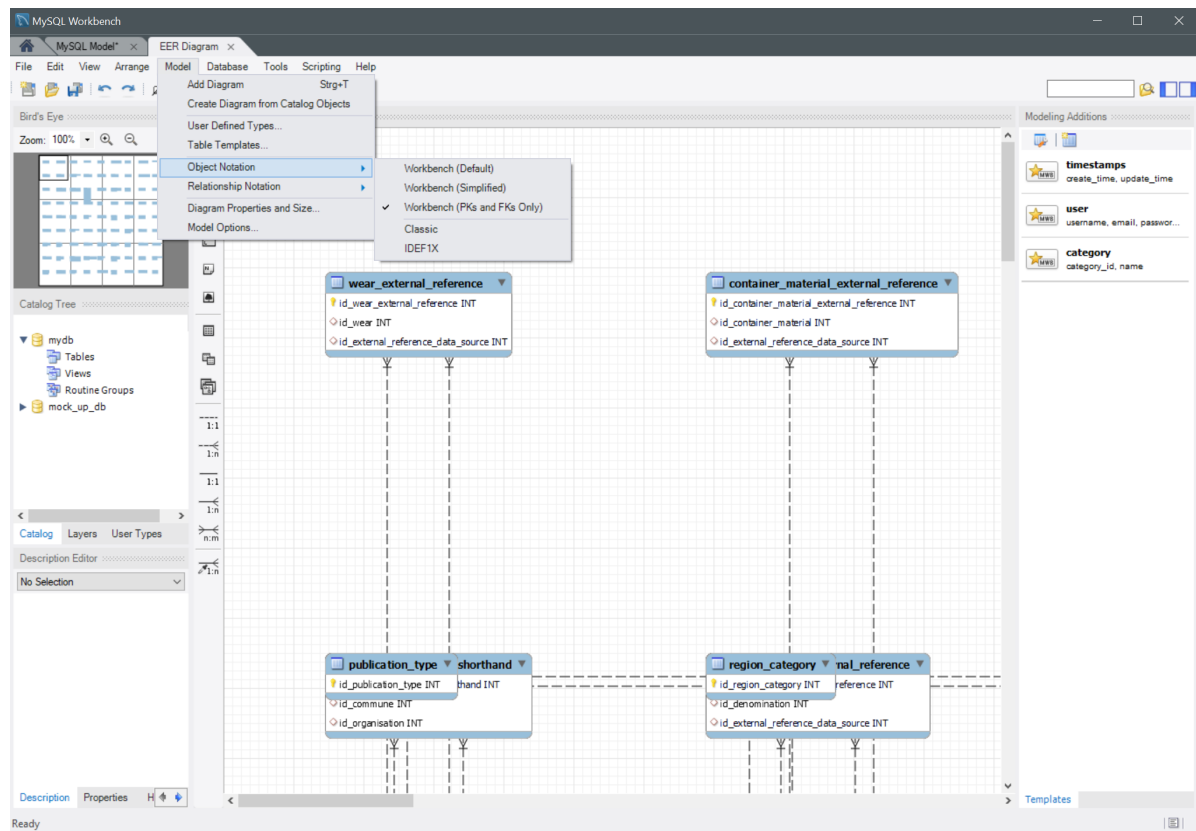 MySQL Workbench
MySQL Model* ×
EER Diagram ×
File Edit View Arrange Model Database Tools Scripting Help
Add Diagram Strg+T
Create Diagram from Catalog Objects
User Defined Types...
Table Templates...
Object Notation
Relationship Notation
Diagram Properties and Size...
Model Options...
Workbench (Default)
Workbench (Simplified)
Workbench (PKs and FKs Only)
Classic
IDEF1X
Bird's Eye
Zoom: 100%
Catalog Tree
mydb
Tables
Views
Routine Groups
mock_up_db
Catalog Layers User Types
Description Editor
No Selection
Description Properties H
Ready
1:1
1:n
1:1
1:n
n:m
1:n
wear_external_reference
id_wear_external_reference INT
id_wear INT
id_external_reference_data_source INT
container_material_external_reference
id_container_material_external_reference INT
id_container_material INT
id_external_reference_data_source INT
publication_type shorthand
id_publication_type INT hand INT
id_commune INT
id_organisation INT
region_category nal_reference
id_region_category INT reference INT
id_denomination INT
id_external_reference_data_source INT
Modeling Additions
MWB timestamps
create_time, update_time
MWB user
username, email, passwor...
MWB category
category_id, name
Templates